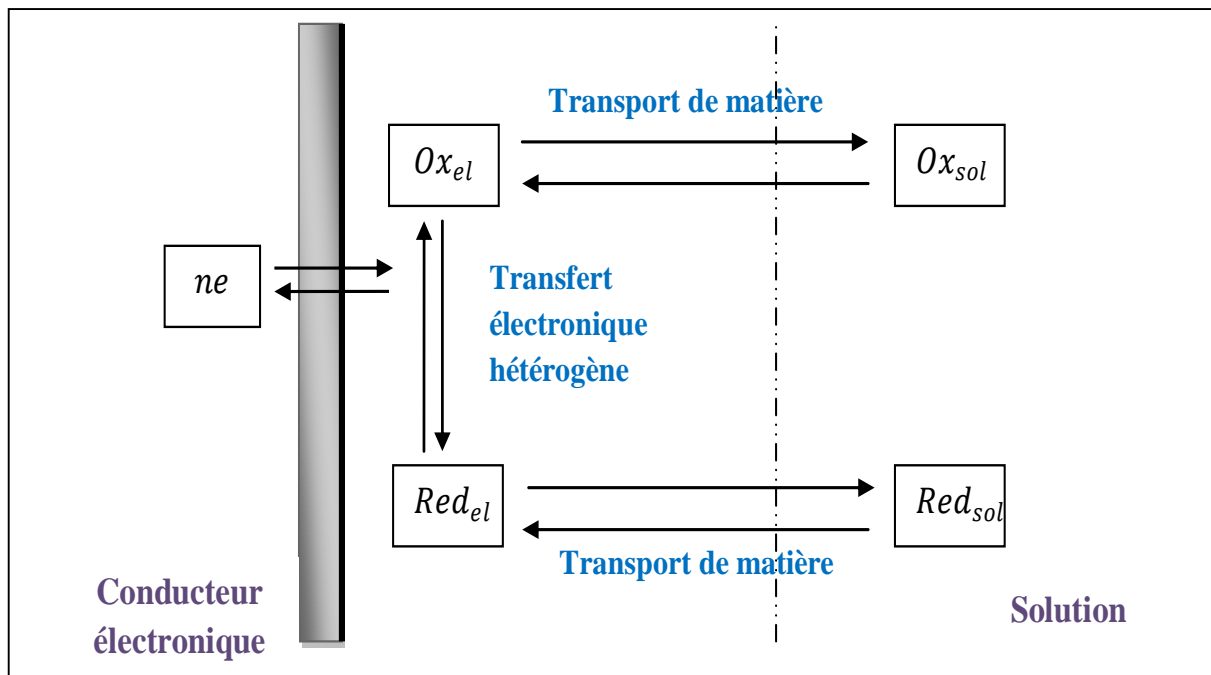 Transport de matière
Ox_el
Ox_sol
ne
Transfert
électronique
hétérogène
Red_el
Red_sol
Transport de matière
Conducteur
électronique
Solution